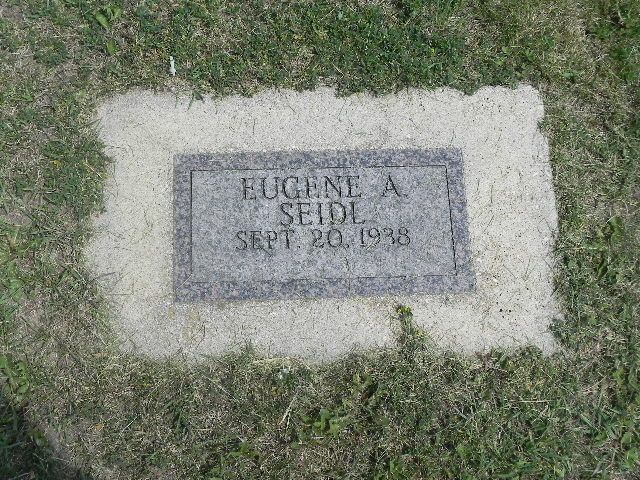 EUGENE A.
SEIDL
SEPT. 20. 1938